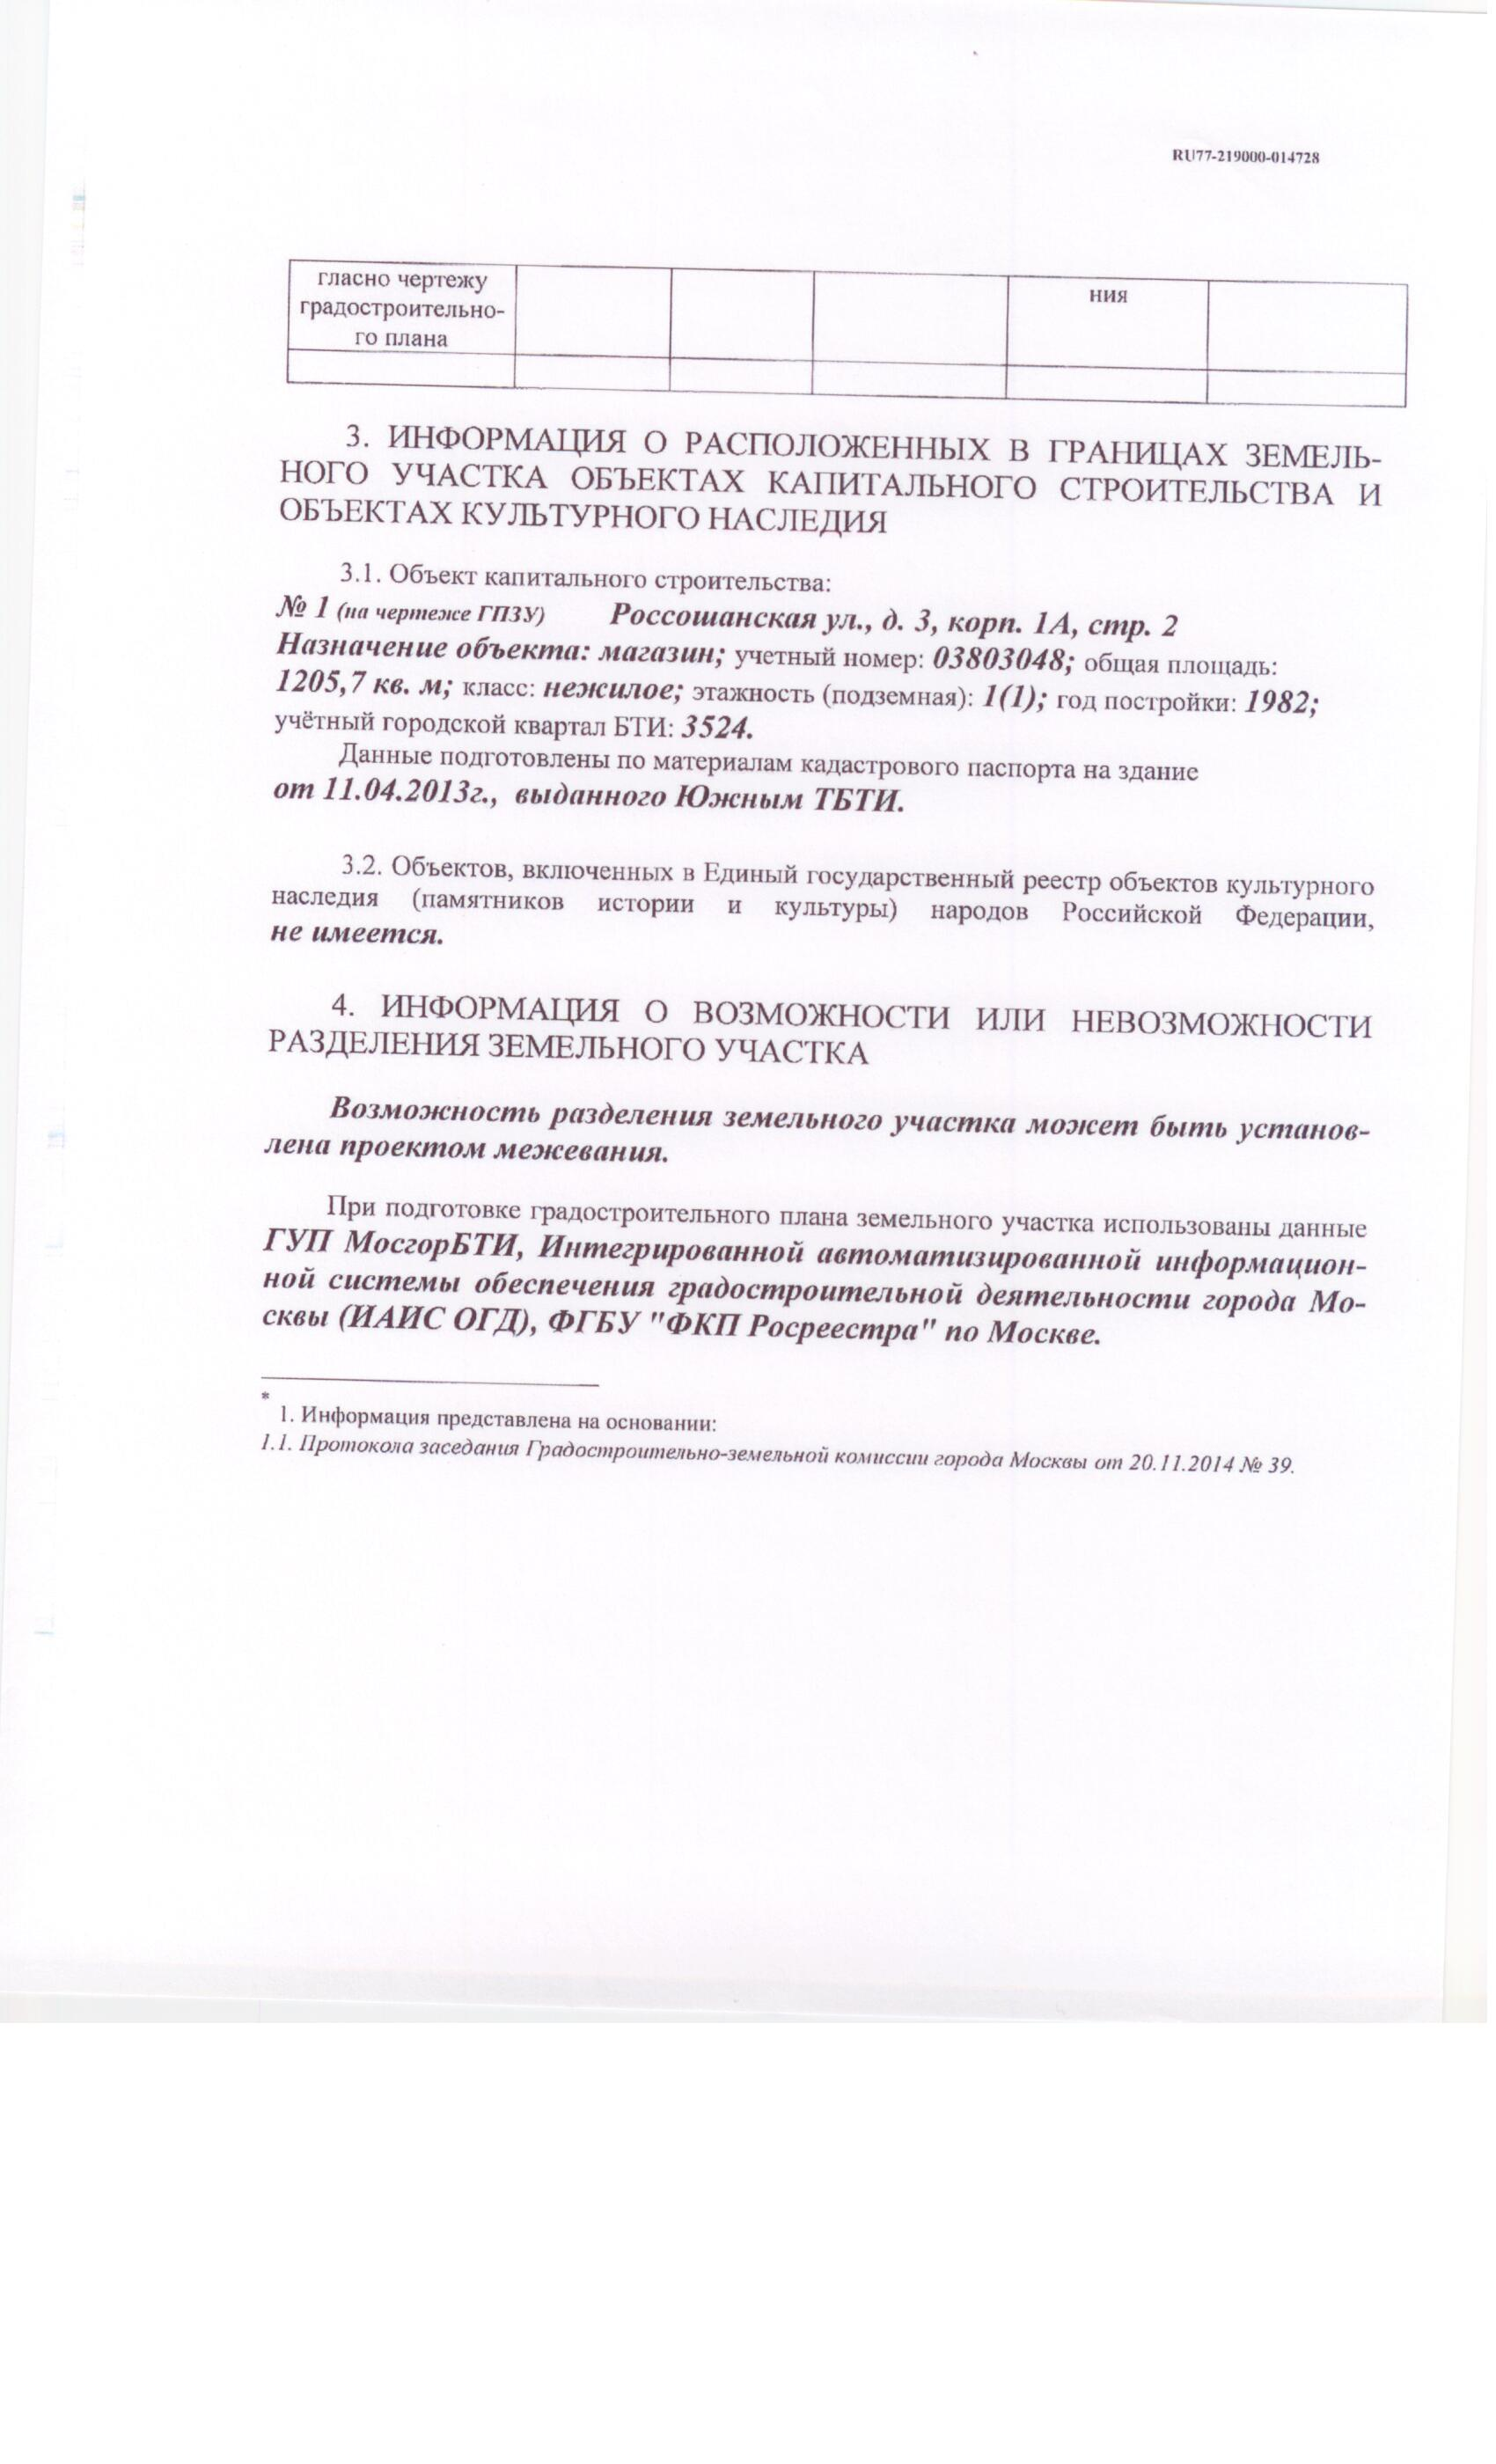 RU77-219000-014728
гласно чертежу
градостроительно-
го плана
ния
3. ИНФОРМАЦИЯ О РАСПОЛОЖЕННЫХ В ГРАНИЦАХ ЗЕМЕЛЬ-
НОГО УЧАСТКА ОБЪЕКТАХ КАПИТАЛЬНОГО СТРОИТЕЛЬСТВА И
ОБЪЕКТАХ КУЛЬТУРНОГО НАСЛЕДИЯ
3.1. Объект капитального строительства:
№ 1 (на чертеже ГПЗУ) Россошанская ул., д. 3, корп. 1А, стр. 2
Назначение объекта: магазин; учетный номер: 03803048; общая площадь:
1205,7 кв. м; класс: нежилое; этажность (подземная): 1(1); год постройки: 1982;
учётный городской квартал БТИ: 3524.
Данные подготовлены по материалам кадастрового паспорта на здание
от 11.04.2013г., выданного Южным ТБТИ.
3.2. Объектов, включенных в Единый государственный реестр объектов культурного
наследия (памятников истории и культуры) народов Российской Федерации,
не имеется.
4. ИНФОРМАЦИЯ О ВОЗМОЖНОСТИ ИЛИ НЕВОЗМОЖНОСТИ
РАЗДЕЛЕНИЯ ЗЕМЕЛЬНОГО УЧАСТКА
Возможность разделения земельного участка может быть установ-
лена проектом межевания.
При подготовке градостроительного плана земельного участка использованы данные
ГУП МосгорБТИ, Интегрированной автоматизированной информацион-
ной системы обеспечения градостроительной деятельности города Мо-
сквы (ИАИС ОГД), ФГБУ "ФКП Росреестра" по Москве.
*
1. Информация представлена на основании:
1.1. Протокола заседания Градостроительно-земельной комиссии города Москвы от 20.11.2014 № 39.